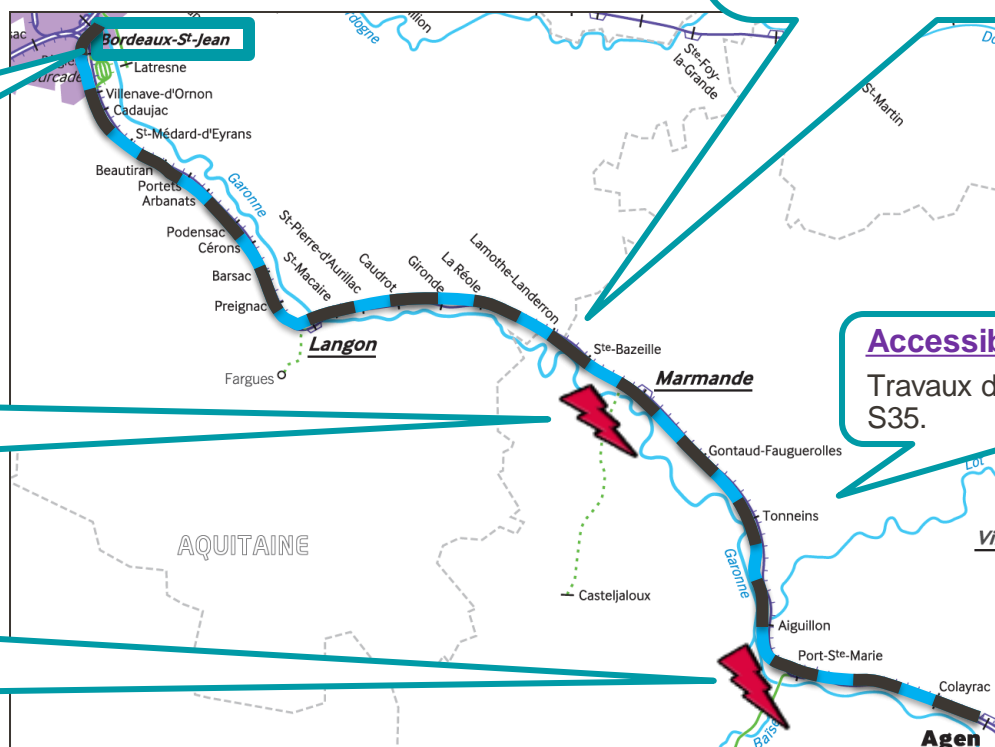 Bordeaux-Sᵗ-Jean
Latresne
Villenave-d'Ornon
Cadaujac
Sᵗ-Médard-d'Eyrans
Beautiran
Portets
Arbanats
Podensac
Cérons
Barsac
Preignac
Garonne
St-Pierre-d'Aurillac
St-Macaire
Caudrot
Gironde
La Réole
Lamothe-Landerron
Langon
Fargues
Sᵗᵉ-Bazeille
Marmande
Ste-Foy-
la-Grande
St-Martin
Accessib
Travaux d
S35.
Gontaud-Fauguerolles
Lot
Tonneins
Vi
AQUITAINE
Garonne
Casteljaloux
Aiguillon
Port-Sᵗᵉ-Marie
Colayrac
Baïse
Agen